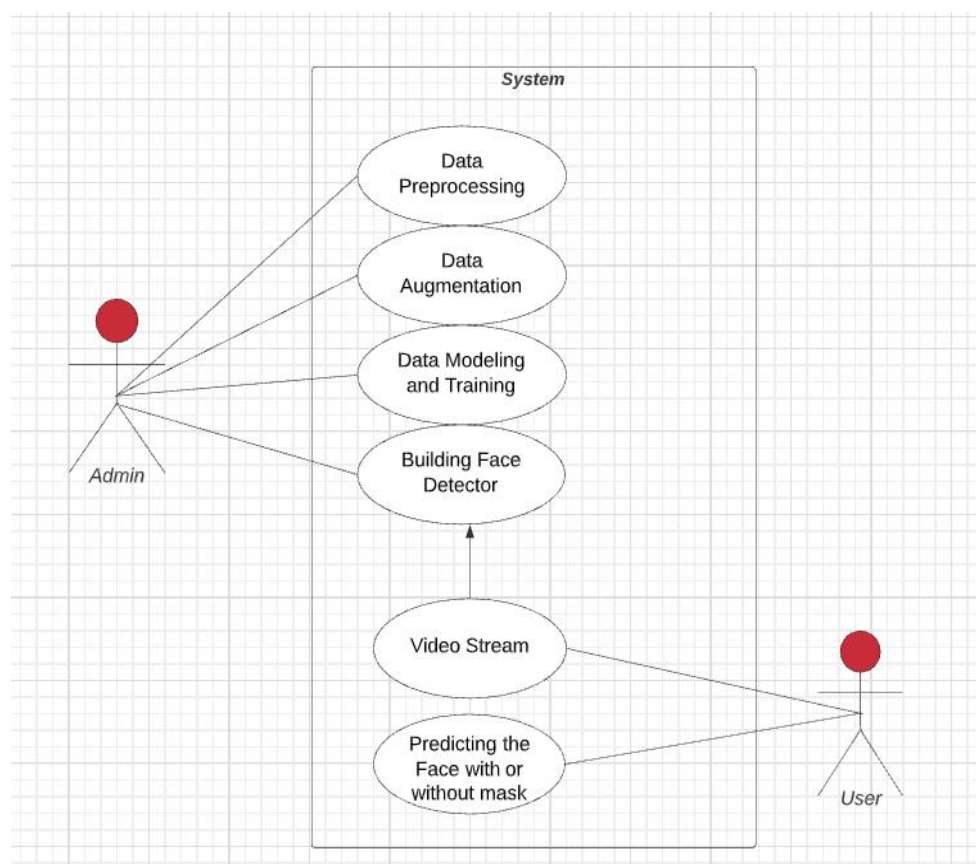 System
Data
Preprocessing
Data
Augmentation
Data Modeling
and Training
Building Face
Detector
Admin
Video Stream
Predicting the
Face with or
without mask
User